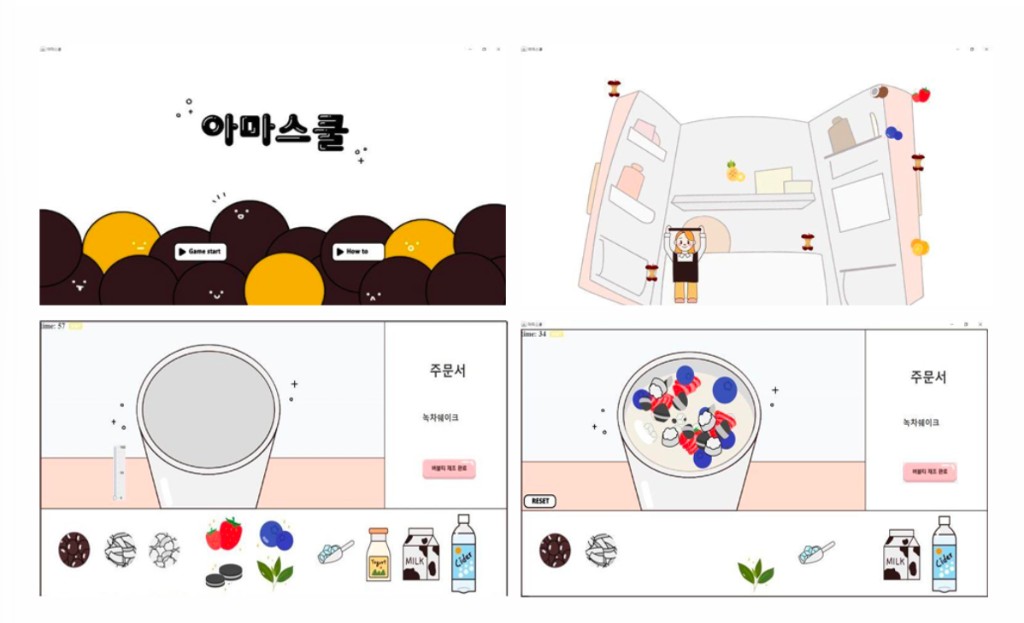 아마스쿨
Game start
How to
time: 57
주문서
녹차쉐이크
버블티 제조 완료
Yogurt
MILK
Cider
time: 34
주문서
녹차쉐이크
버블티 제조 완료
RESET
MILK
Cider